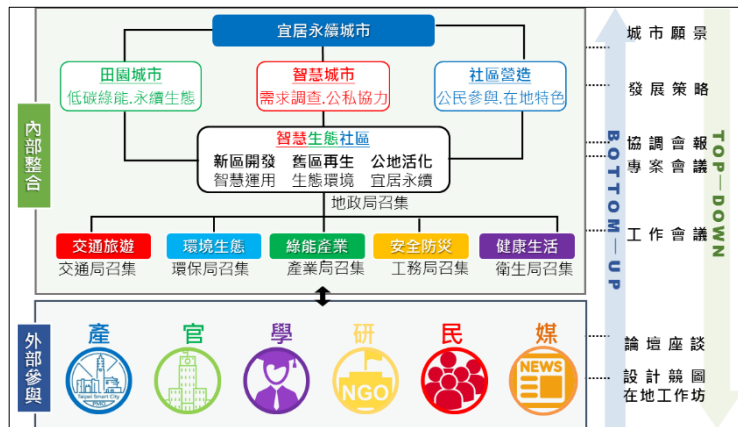 宜居永續城市
田園城市
低碳綠能.永續生態
智慧城市
需求調查.公私協力
社區營造
公民參與.在地特色
智慧生態社區
新區開發 舊區再生 公地活化
智慧運用 生態環境 宜居永續
地政局召集
交通旅遊
交通局召集
環境生態
環保局召集
綠能產業
產業局召集
安全防災
工務局召集
健康生活
衛生局召集
內部整合
外部參與
產
官
學
研
民
媒
Taipei Smart City
PMO
NGO
NEWS
BOTTOM—UP
TOP—DOWN
城市願景
發展策略
協調會報
專案會議
工作會議
論壇座談
設計競圖
在地工作坊